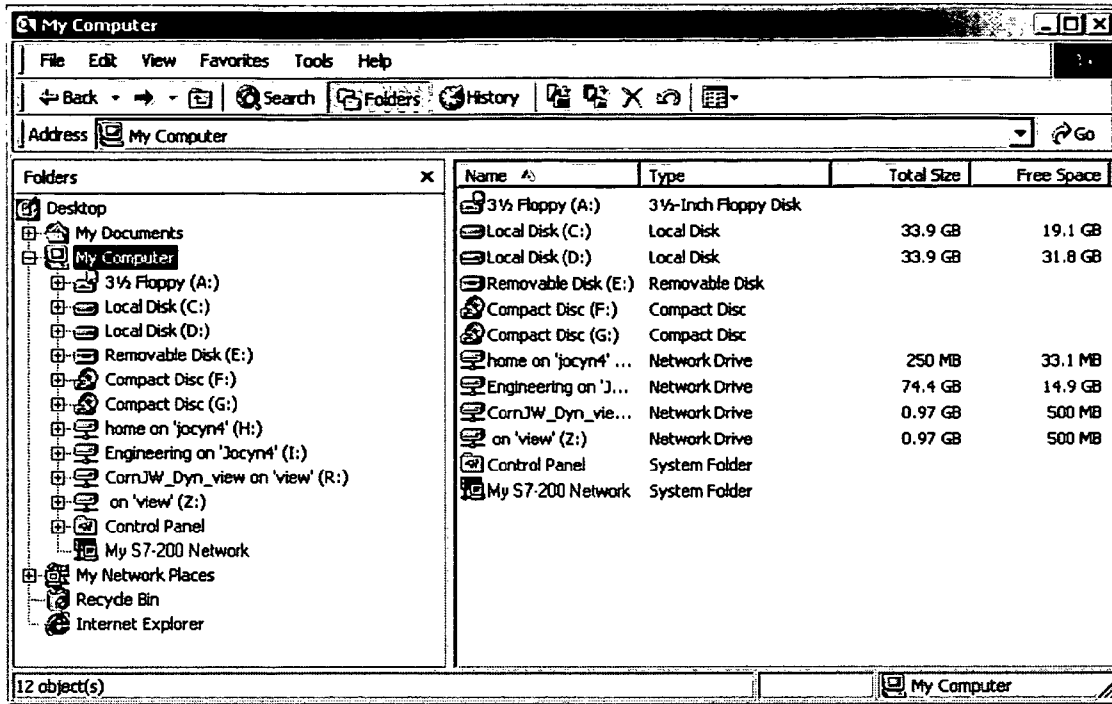 My Computer
File Edit View Favorites Tools Help
Back Search Folders History
Address My Computer Go
Folders
Desktop
My Documents
My Computer
3½ Floppy (A:)
Local Disk (C:)
Local Disk (D:)
Removable Disk (E:)
Compact Disc (F:)
Compact Disc (G:)
home on 'jocyn4' (H:)
Engineering on 'Jocyn4' (I:)
CornJW_Dyn_view on 'view' (R:)
on 'view' (Z:)
Control Panel
My S7-200 Network
My Network Places
Recycle Bin
Internet Explorer
Name Type Total Size Free Space
3½ Floppy (A:) 3½-Inch Floppy Disk
Local Disk (C:) Local Disk 33.9 GB 19.1 GB
Local Disk (D:) Local Disk 33.9 GB 31.8 GB
Removable Disk (E:) Removable Disk
Compact Disc (F:) Compact Disc
Compact Disc (G:) Compact Disc
home on 'jocyn4' ... Network Drive 250 MB 33.1 MB
Engineering on 'J... Network Drive 74.4 GB 14.9 GB
CornJW_Dyn_vie... Network Drive 0.97 GB 500 MB
on 'view' (Z:) Network Drive 0.97 GB 500 MB
Control Panel System Folder
My S7-200 Network System Folder
12 object(s) My Computer